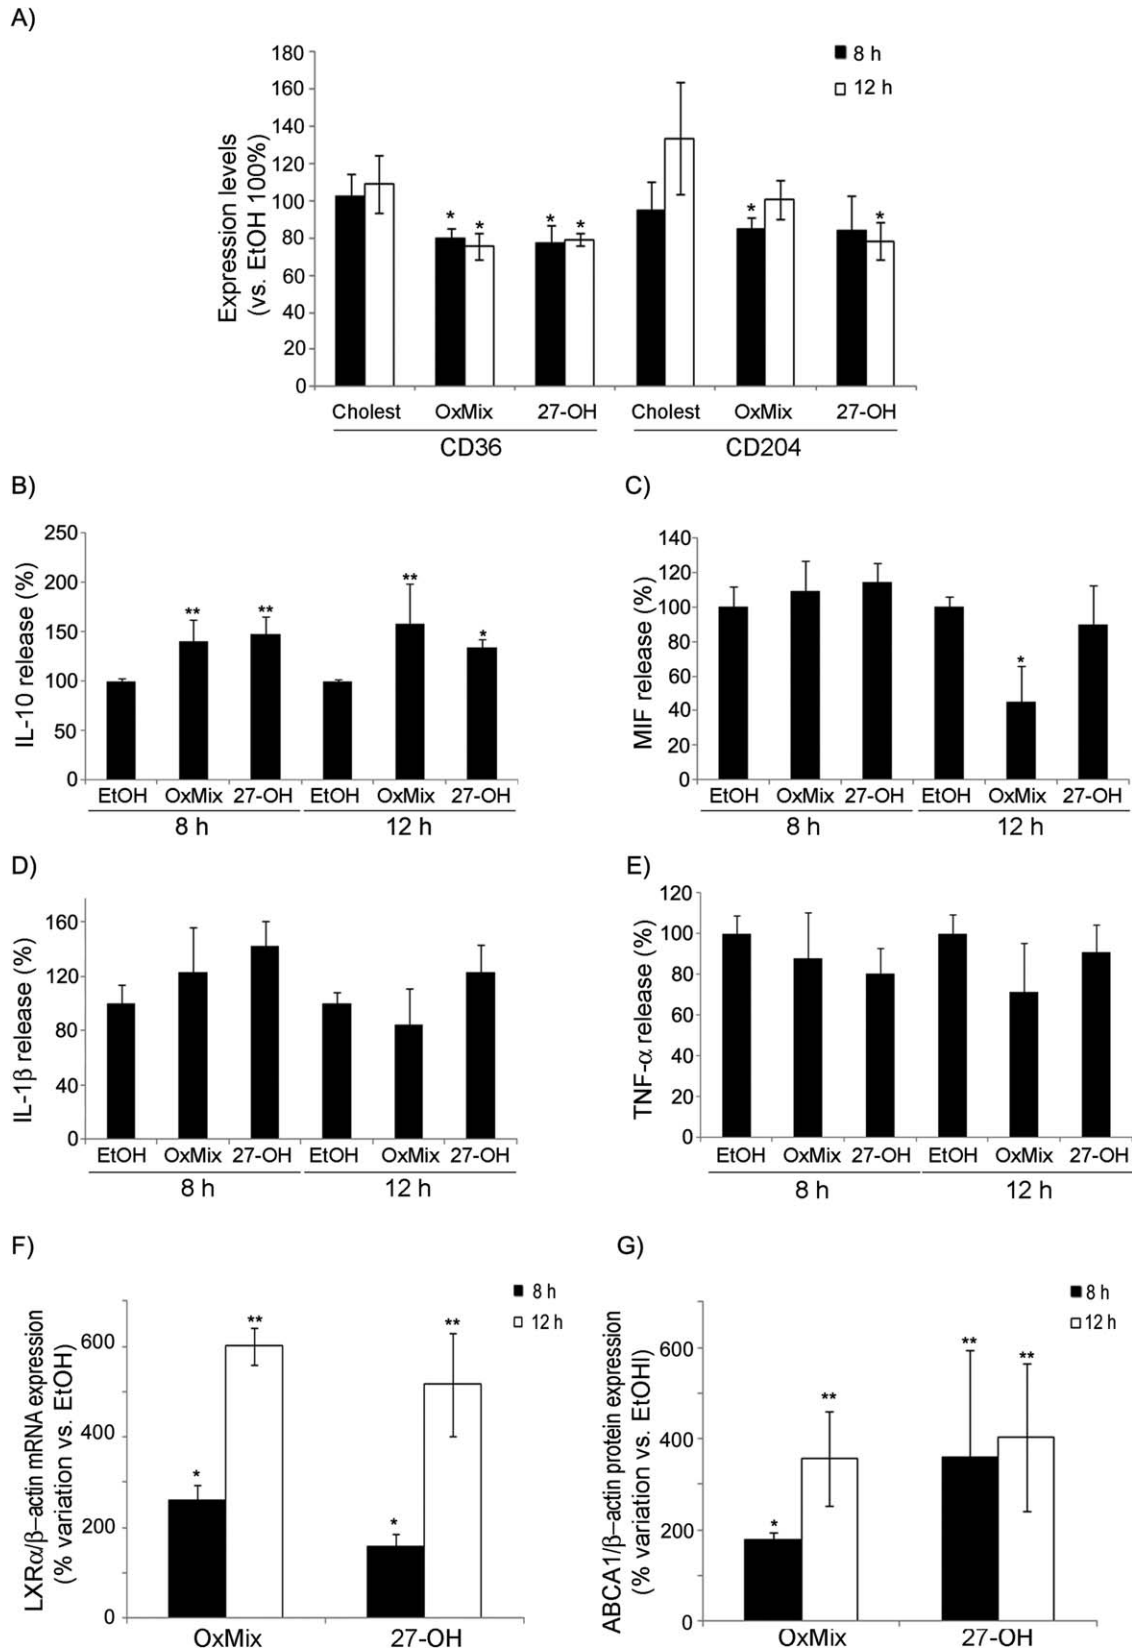 A)
Expression levels
(vs. EtOH 100%)
180
160
140
120
100
80
60
40
20
0
8 h
12 h
* * * * * *
Cholest OxMix 27-OH Cholest OxMix 27-OH
CD36 CD204
B)
IL-10 release (%)
250
200
150
100
50
0
** ** ** *
EtOH OxMix 27-OH EtOH OxMix 27-OH
8 h 12 h
C)
MIF release (%)
140
120
100
80
60
40
20
0
*
EtOH OxMix 27-OH EtOH OxMix 27-OH
8 h 12 h
D)
IL-1β release (%)
160
120
80
40
0
EtOH OxMix 27-OH EtOH OxMix 27-OH
8 h 12 h
E)
TNF-α release (%)
120
100
80
60
40
20
0
EtOH OxMix 27-OH EtOH OxMix 27-OH
8 h 12 h
F)
LXRα/β–actin mRNA expression
(% variation vs. EtOH)
600
400
200
0
8 h
12 h
* ** * **
OxMix 27-OH
G)
ABCA1/β–actin protein expression
(% variation vs. EtOHI)
600
400
200
0
8 h
12 h
* ** ** **
OxMix 27-OH